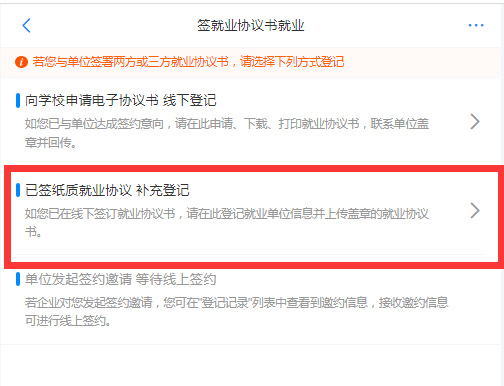 签就业协议书就业
若您与单位签署两方或三方就业协议书，请选择下列方式登记
向学校申请电子协议书 线下登记
如您已与单位达成签约意向，请在此申请、下载、打印就业协议书，联系单位盖
章并回传。
已签纸质就业协议 补充登记
如您已在线下签订就业协议书，请在此登记就业单位信息并上传盖章的就业协议
书。
单位发起签约邀请 等待线上签约
若企业对您发起签约邀请，您可在"登记记录"列表中查看到邀约信息，接收邀约信息
可进行线上签约。